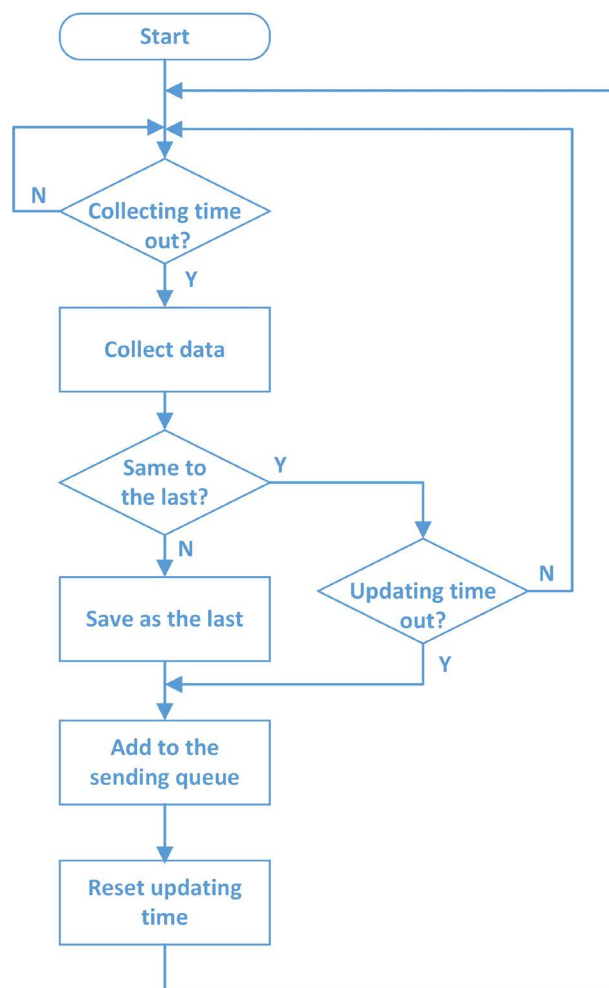 Start
N
Collecting time
out?
Y
Collect data
Same to
the last?
Y
N
Save as the last
Updating time
out?
N
Y
Add to the
sending queue
Reset updating
time